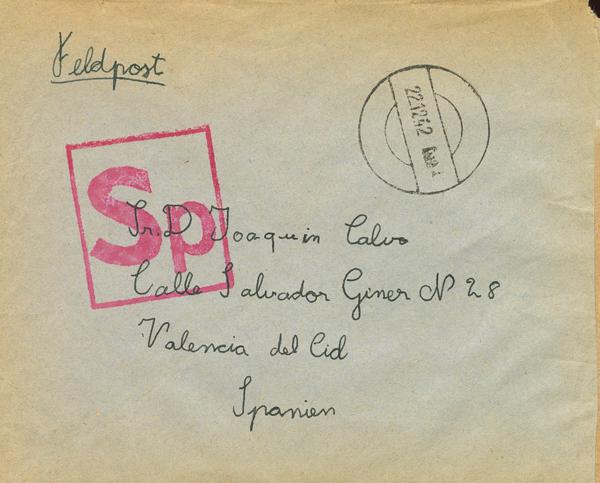 Feldpost
22.12.42
Sp
Sr. D Joaquin Calvo
Calle Salvador Giner Nº 28
Valencia del Cid
Spanien